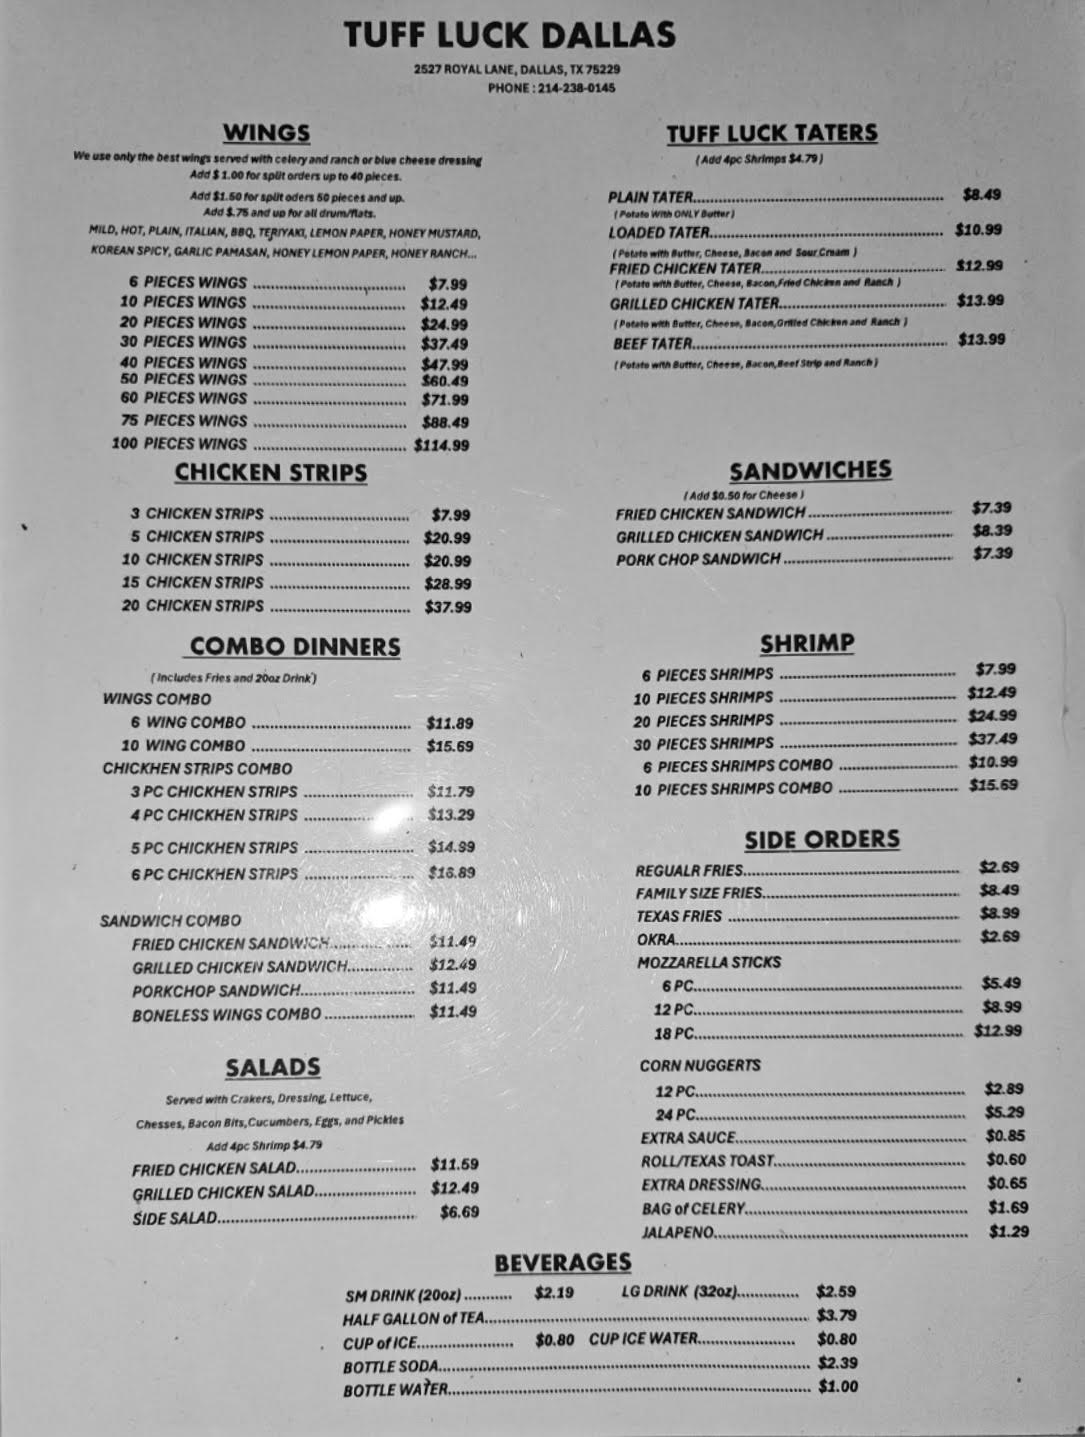 TUFF LUCK DALLAS
2527 ROYAL LANE, DALLAS, TX 75229
PHONE : 214-238-0145
WINGS
We use only the best wings served with celery and ranch or blue cheese dressing
Add $ 1.00 for split orders up to 40 pieces.
Add $1.50 for split oders 50 pieces and up.
Add $.75 and up for all drum/flats.
MILD, HOT, PLAIN, ITALIAN, BBQ, TERIYAKI, LEMON PAPER, HONEY MUSTARD,
KOREAN SPICY, GARLIC PAMASAN, HONEY LEMON PAPER, HONEY RANCH...
6 PIECES WINGS ........ $7.99
10 PIECES WINGS ........ $12.49
20 PIECES WINGS ........ $24.99
30 PIECES WINGS ........ $37.49
40 PIECES WINGS ........ $47.99
50 PIECES WINGS ........ $60.49
60 PIECES WINGS ........ $71.99
75 PIECES WINGS ........ $88.49
100 PIECES WINGS ........ $114.99
CHICKEN STRIPS
3 CHICKEN STRIPS ........ $7.99
5 CHICKEN STRIPS ........ $20.99
10 CHICKEN STRIPS ........ $20.99
15 CHICKEN STRIPS ........ $28.99
20 CHICKEN STRIPS ........ $37.99
COMBO DINNERS
(Includes Fries and 20oz Drink)
WINGS COMBO
6 WING COMBO ........ $11.89
10 WING COMBO ........ $15.69
CHICKHEN STRIPS COMBO
3 PC CHICKHEN STRIPS ........ $11.79
4 PC CHICKHEN STRIPS ........ $13.29
5 PC CHICKHEN STRIPS ........ $14.99
6 PC CHICKHEN STRIPS ........
SANDWICH COMBO
FRIED CHICKEN SANDWICH........ $11.49
GRILLED CHICKEN SANDWICH........ $12.49
PORKCHOP SANDWICH........ $11.49
BONELESS WINGS COMBO ........ $11.49
SALADS
Served with Crakers, Dressing, Lettuce,
Chesses, Bacon Bits,Cucumbers, Eggs, and Pickles
Add 4pc Shrimp $4.79
FRIED CHICKEN SALAD........ $11.59
GRILLED CHICKEN SALAD........ $12.49
SIDE SALAD........ $6.69
TUFF LUCK TATERS
(Add 4pc Shrimps $4.79)
PLAIN TATER........ $8.49
(Potato With ONLY Butter)
LOADED TATER........ $10.99
(Potato with Butter, Cheese, Bacon and Sour Cream )
FRIED CHICKEN TATER........ $12.99
(Potato with Butter, Cheese, Bacon,Fried Chicken and Ranch )
GRILLED CHICKEN TATER........ $13.99
(Potato with Butter, Cheese, Bacon,Grilled Chicken and Ranch )
BEEF TATER........ $13.99
(Potato with Butter, Cheese, Bacon,Beef Strip and Ranch)
SANDWICHES
(Add $0.50 for Cheese)
FRIED CHICKEN SANDWICH ........ $7.39
GRILLED CHICKEN SANDWICH ........ $8.39
PORK CHOP SANDWICH ........ $7.39
SHRIMP
6 PIECES SHRIMPS ........ $7.99
10 PIECES SHRIMPS ........ $12.49
20 PIECES SHRIMPS ........ $24.99
30 PIECES SHRIMPS ........ $37.49
6 PIECES SHRIMPS COMBO ........ $10.99
10 PIECES SHRIMPS COMBO ........ $15.69
SIDE ORDERS
REGUALR FRIES........ $2.69
FAMILY SIZE FRIES........ $8.49
TEXAS FRIES ........ $8.99
OKRA........ $2.69
MOZZARELLA STICKS
6 PC........ $5.49
12 PC........ $8.99
18 PC........ $12.99
CORN NUGGERTS
12 PC........ $2.89
24 PC........ $5.29
EXTRA SAUCE........ $0.85
ROLL/TEXAS TOAST........ $0.60
EXTRA DRESSING........ $0.65
BAG of CELERY........ $1.69
JALAPENO........ $1.29
BEVERAGES
SM DRINK (20oz) ........ $2.19 LG DRINK (32oz)........ $2.59
HALF GALLON of TEA........ $3.79
CUP of ICE........ $0.80 CUP ICE WATER........ $0.80
BOTTLE SODA........ $2.39
BOTTLE WATER........ $1.00